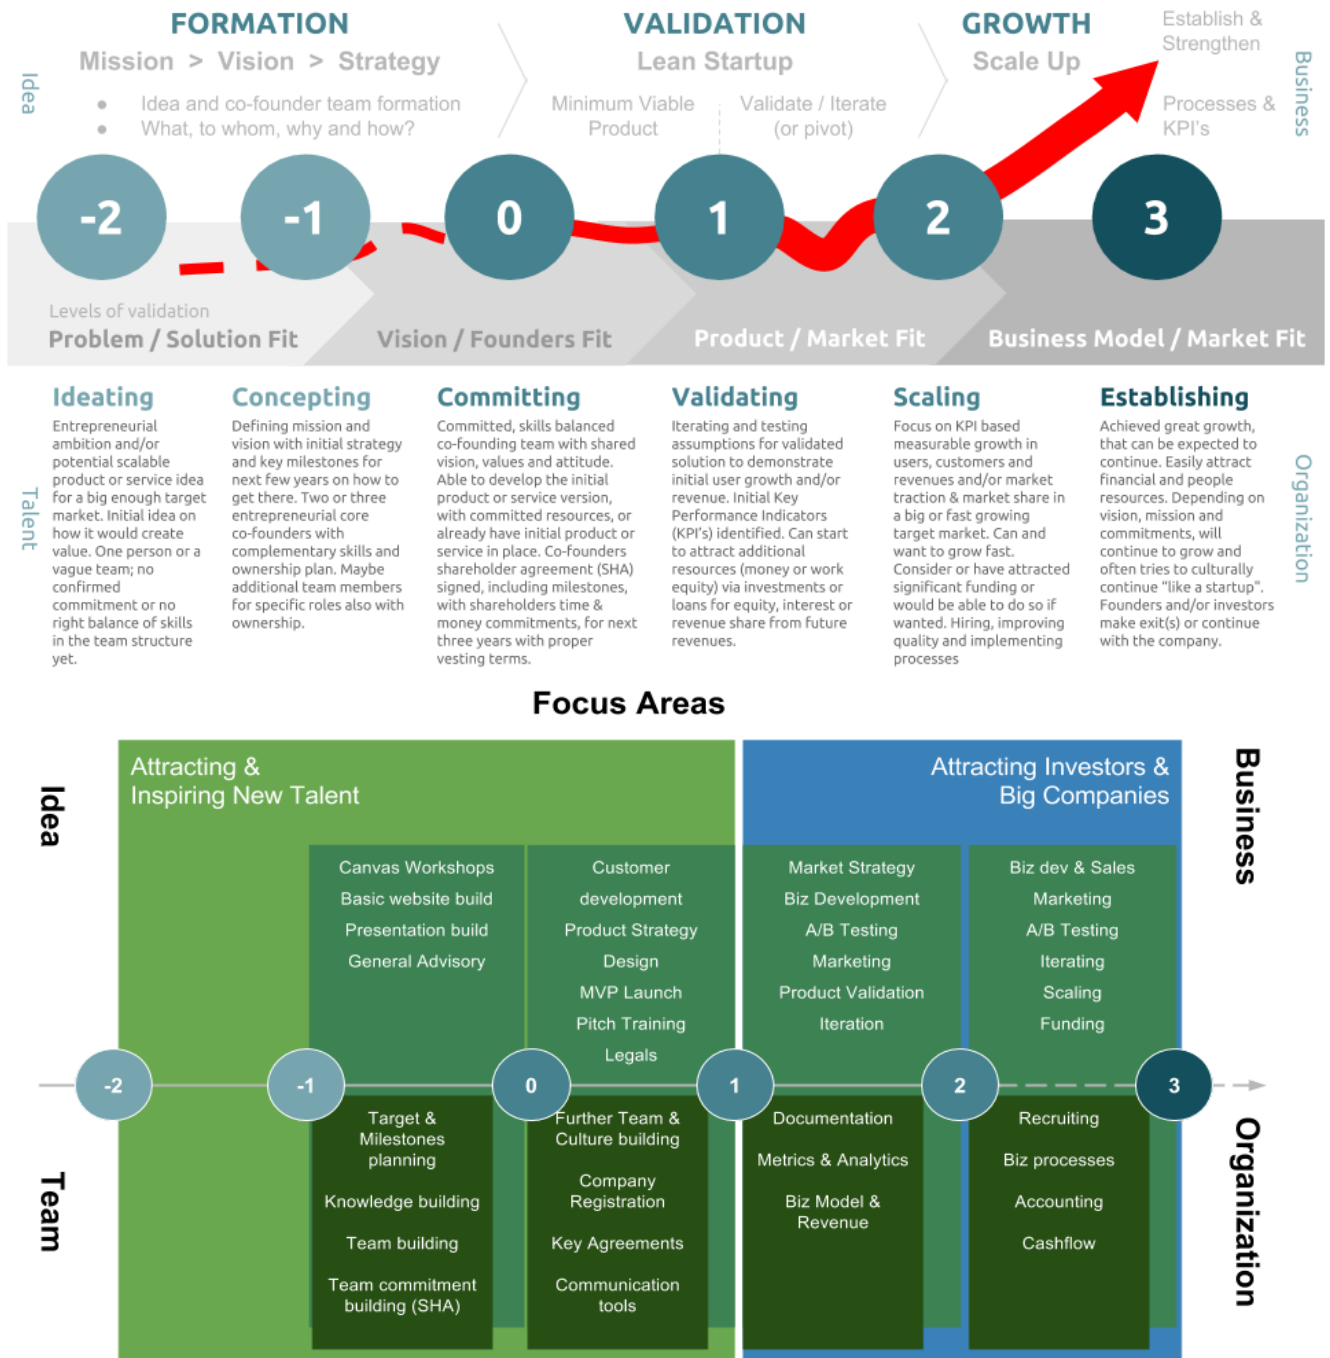 FORMATION
Mission > Vision > Strategy
● Idea and co-founder team formation
● What, to whom, why and how?
VALIDATION
Lean Startup
Minimum Viable
Product
Validate / Iterate
(or pivot)
GROWTH
Scale Up
Establish &
Strengthen
Processes &
KPI's
Idea
Business
-2
-1
0
1
2
3
Levels of validation
Problem / Solution Fit
Vision / Founders Fit
Product / Market Fit
Business Model / Market Fit
Talent
Organization
Ideating
Entrepreneurial
ambition and/or
potential scalable
product or service idea
for a big enough target
market. Initial idea on
how it would create
value. One person or a
vague team; no
confirmed
commitment or no
right balance of skills
in the team structure
yet.
Concepting
Defining mission and
vision with initial strategy
and key milestones for
next few years on how to
get there. Two or three
entrepreneurial core
co-founders with
complementary skills and
ownership plan. Maybe
additional team members
for specific roles also with
ownership.
Committing
Committed, skills balanced
co-founding team with shared
vision, values and attitude.
Able to develop the initial
product or service version,
with committed resources, or
already have initial product or
service in place. Co-founders
shareholder agreement (SHA)
signed, including milestones,
with shareholders time &
money commitments, for next
three years with proper
vesting terms.
Validating
Iterating and testing
assumptions for validated
solution to demonstrate
initial user growth and/or
revenue. Initial Key
Performance Indicators
(KPI's) identified. Can start
to attract additional
resources (money or work
equity) via investments or
loans for equity, interest or
revenue share from future
revenues.
Scaling
Focus on KPI based
measurable growth in
users, customers and
revenues and/or market
traction & market share in
a big or fast growing
target market. Can and
want to grow fast.
Consider or have attracted
significant funding or
would be able to do so if
wanted. Hiring, improving
quality and implementing
processes
Establishing
Achieved great growth,
that can be expected to
continue. Easily attract
financial and people
resources. Depending on
vision, mission and
commitments, will
continue to grow and
often tries to culturally
continue "like a startup".
Founders and/or investors
make exit(s) or continue
with the company.
Focus Areas
Idea
Business
Attracting &
Inspiring New Talent
Attracting Investors &
Big Companies
Canvas Workshops
Basic website build
Presentation build
General Advisory
Customer
development
Product Strategy
Design
MVP Launch
Pitch Training
Legals
Market Strategy
Biz Development
A/B Testing
Marketing
Product Validation
Iteration
Biz dev & Sales
Marketing
A/B Testing
Iterating
Scaling
Funding
-2
-1
0
1
2
3
Team
Organization
Target &
Milestones
planning
Knowledge building
Team building
Team commitment
building (SHA)
Further Team &
Culture building
Company
Registration
Key Agreements
Communication
tools
Documentation
Metrics & Analytics
Biz Model &
Revenue
Recruiting
Biz processes
Accounting
Cashflow